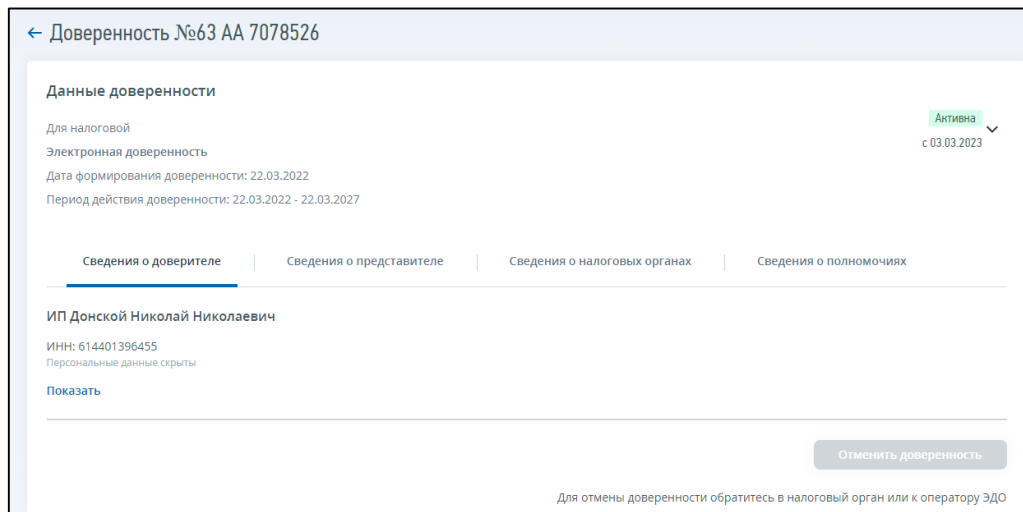 ← Доверенность №63 АА 7078526
Данные доверенности
Для налоговой
Электронная доверенность
Дата формирования доверенности: 22.03.2022
Период действия доверенности: 22.03.2022 - 22.03.2027
Активна
с 03.03.2023
Сведения о доверителе Сведения о представителе Сведения о налоговых органах Сведения о полномочиях
ИП Донской Николай Николаевич
ИНН: 614401396455
Персональные данные скрыты
Показать
Отменить доверенность
Для отмены доверенности обратитесь в налоговый орган или к оператору ЭДО